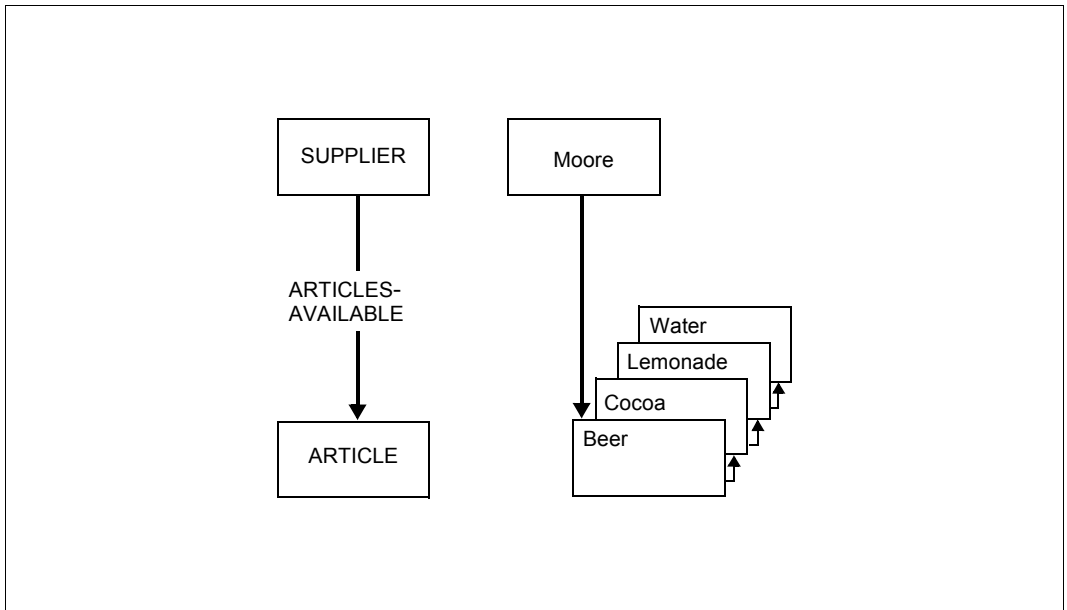 SUPPLIER
Moore
ARTICLES-
AVAILABLE
Water
Lemonade
Cocoa
Beer
ARTICLE